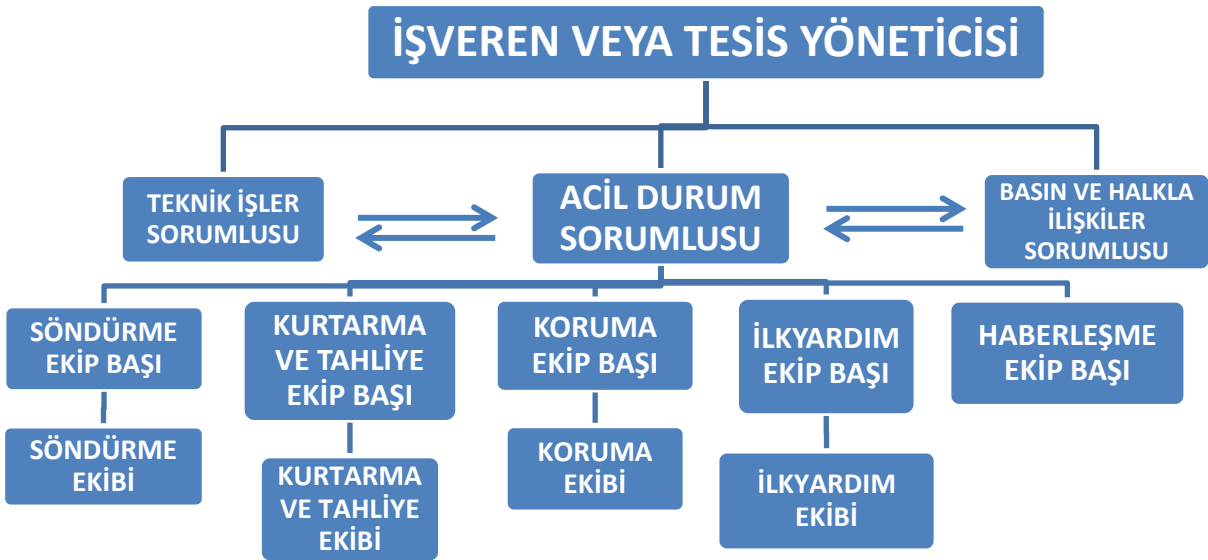 İŞVEREN VEYA TESİS YÖNETİCİSİ
TEKNİK İŞLER
SORUMLUSU
ACİL DURUM
SORUMLUSU
BASIN VE HALKLA
İLİŞKİLER
SORUMLUSU
SÖNDÜRME
EKİP BAŞI
KURTARMA
VE TAHLİYE
EKİP BAŞI
KORUMA
EKİP BAŞI
İLKYARDIM
EKİP BAŞI
HABERLEŞME
EKİP BAŞI
SÖNDÜRME
EKİBİ
KURTARMA
VE TAHLİYE
EKİBİ
KORUMA
EKİBİ
İLKYARDIM
EKİBİ